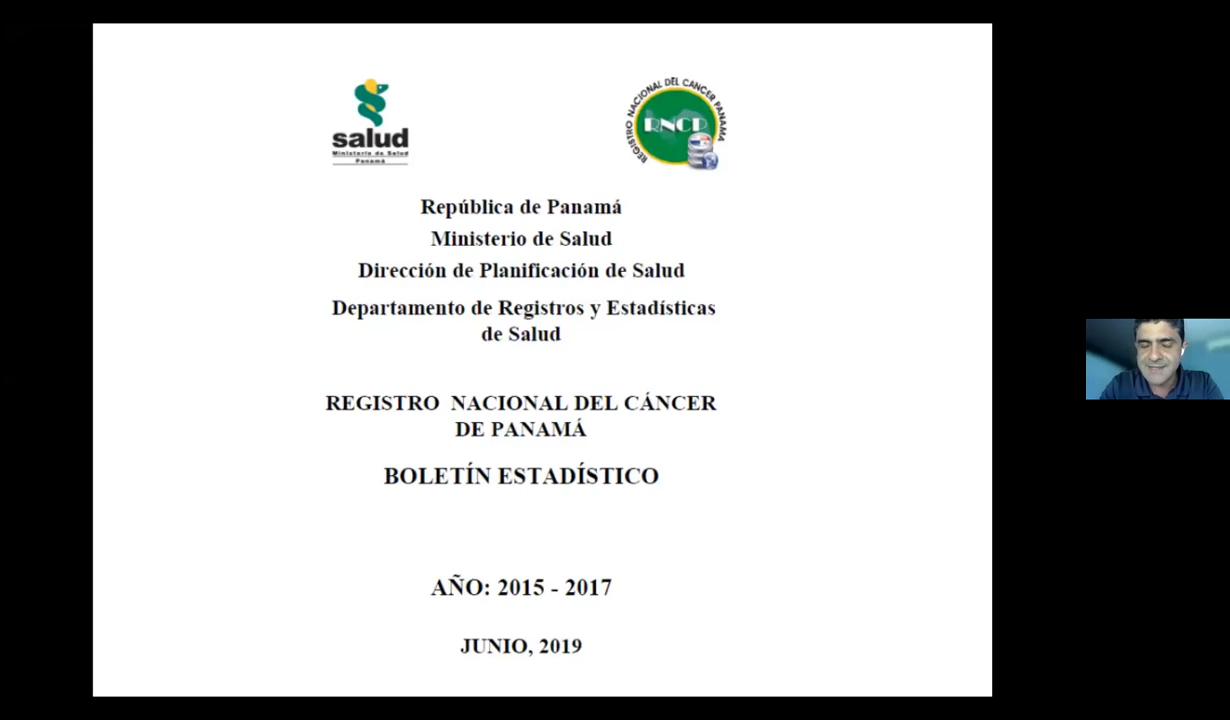 salud
Ministerio de Salud
Panamá
REGISTRO NACIONAL DEL CANCER PANAMA
RNCP
República de Panamá
Ministerio de Salud
Dirección de Planificación de Salud
Departamento de Registros y Estadísticas
de Salud
REGISTRO NACIONAL DEL CÁNCER
DE PANAMÁ
BOLETÍN ESTADÍSTICO
AÑO: 2015 - 2017
JUNIO, 2019